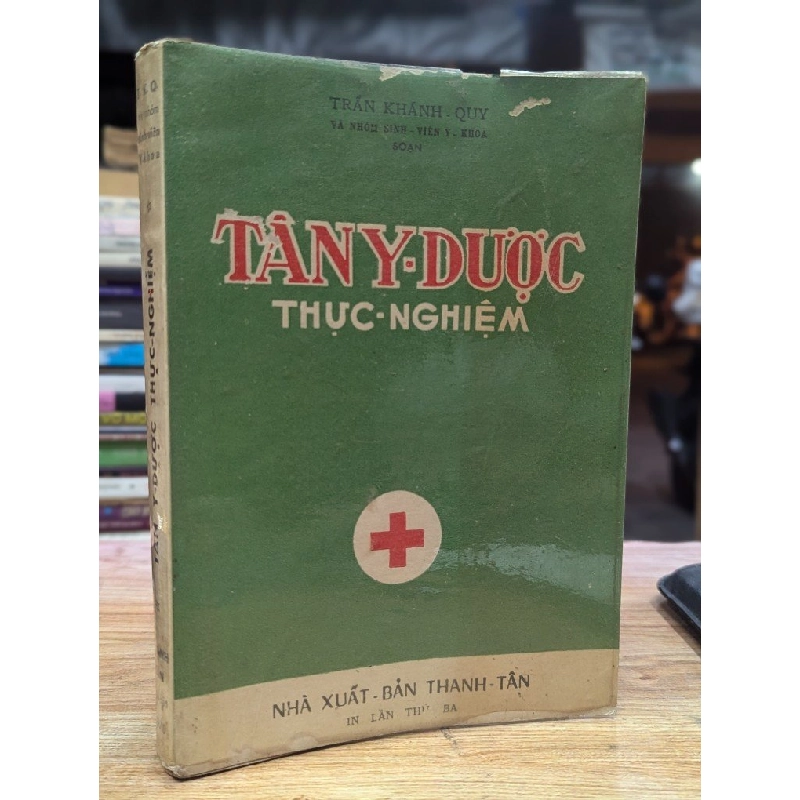 TRẦN KHÁNH-QUY
VÀ NHÓM SINH-VIÊN Y-KHOA
SOẠN
TÂN Y-DƯỢC
THỰC-NGHIỆM
NHÀ XUẤT-BẢN THANH-TÂN
IN LẦN THỨ BA
TÂN Y-DƯỢC THỰC-NGHIỆM